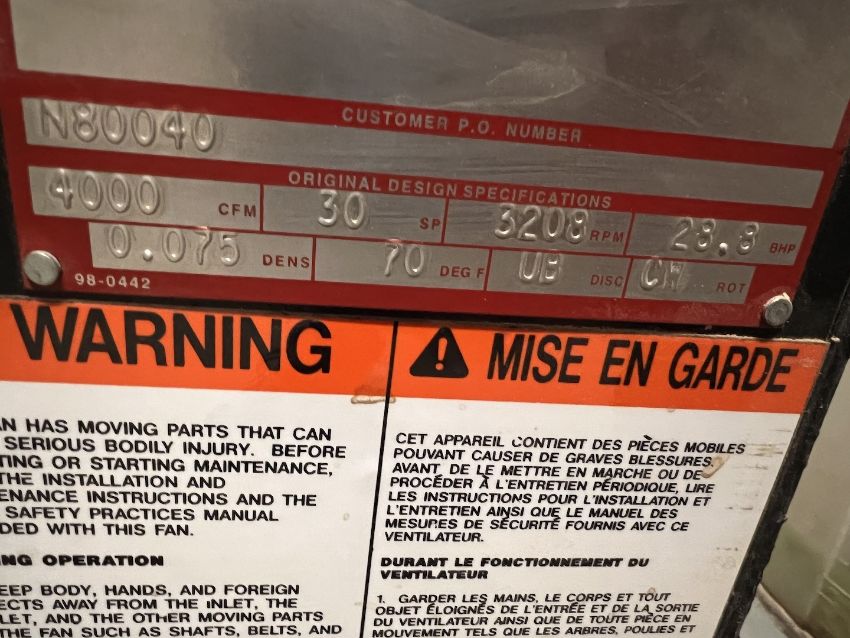 CUSTOMER P.O. NUMBER
N80040
ORIGINAL DESIGN SPECIFICATIONS
4000 CFM 30 SP 3208 RPM 28.8 BHP
0.075 DENS 70 DEG F UB DISC CW ROT
98-0442
WARNING
AN HAS MOVING PARTS THAT CAN
SERIOUS BODILY INJURY. BEFORE
TING OR STARTING MAINTENANCE,
THE INSTALLATION AND
ENANCE INSTRUCTIONS AND THE
SAFETY PRACTICES MANUAL
DED WITH THIS FAN.
NG OPERATION
EEP BODY, HANDS, AND FOREIGN
ECTS AWAY FROM THE INLET, THE
LET, AND THE OTHER MOVING PARTS
THE FAN SUCH AS SHAFTS, BELTS, AND
MISE EN GARDE
CET APPAREIL CONTIENT DES PIÈCES MOBILES
POUVANT CAUSER DE GRAVES BLESSURES.
AVANT DE LE METTRE EN MARCHE OU DE
PROCÉDER À L'ENTRETIEN PÉRIODIQUE, LIRE
LES INSTRUCTIONS POUR L'INSTALLATION ET
L'ENTRETIEN AINSI QUE LE MANUEL DES
MESURES DE SÉCURITÉ FOURNIS AVEC CE
VENTILATEUR.
DURANT LE FONCTIONNEMENT DU
VENTILATEUR
1. GARDER LES MAINS, LE CORPS ET TOUT
OBJET ÉLOIGNÉS DE L'ENTRÉE ET DE LA SORTIE
DU VENTILATEUR AINSI QUE DE TOUTE PIÈCE EN
MOUVEMENT TELS QUE LES ARBRES, POULIES ET